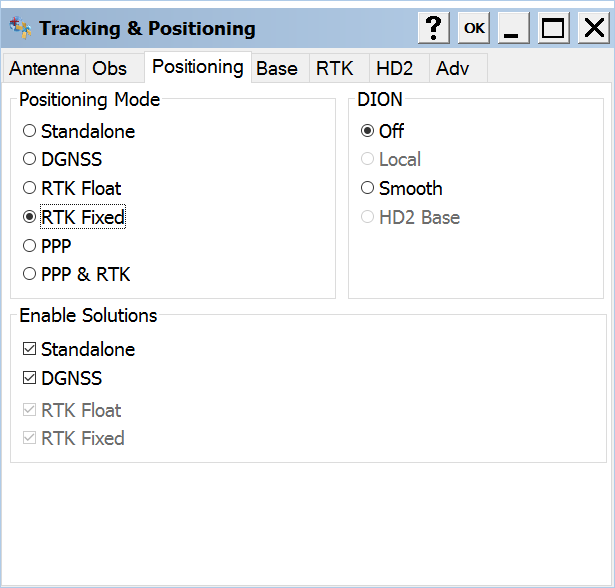 Tracking & Positioning
? OK
Antenna Obs Positioning Base RTK HD2 Adv
Positioning Mode
Standalone
DGNSS
RTK Float
RTK Fixed
PPP
PPP & RTK
DION
Off
Local
Smooth
HD2 Base
Enable Solutions
Standalone
DGNSS
RTK Float
RTK Fixed